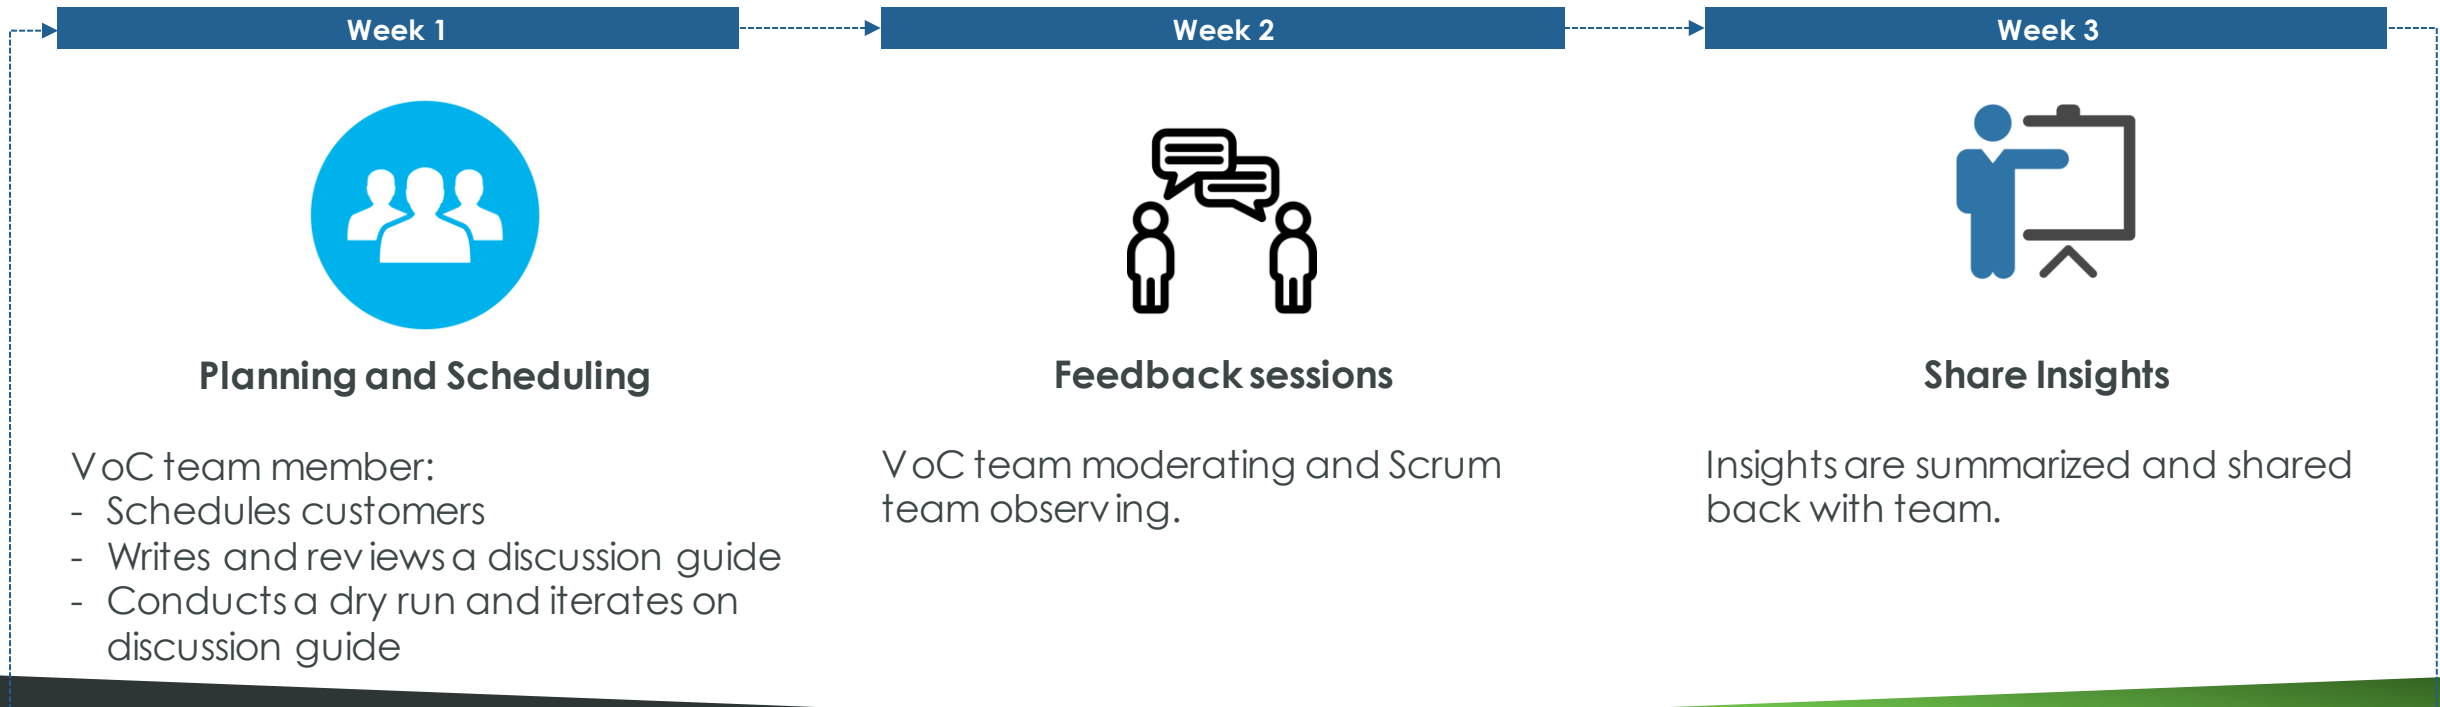 Week 1
Week 2
Week 3
Planning and Scheduling
VoC team member:
- Schedules customers
- Writes and reviews a discussion guide
- Conducts a dry run and iterates on
discussion guide
Feedback sessions
VoC team moderating and Scrum
team observing.
Share Insights
Insights are summarized and shared
back with team.